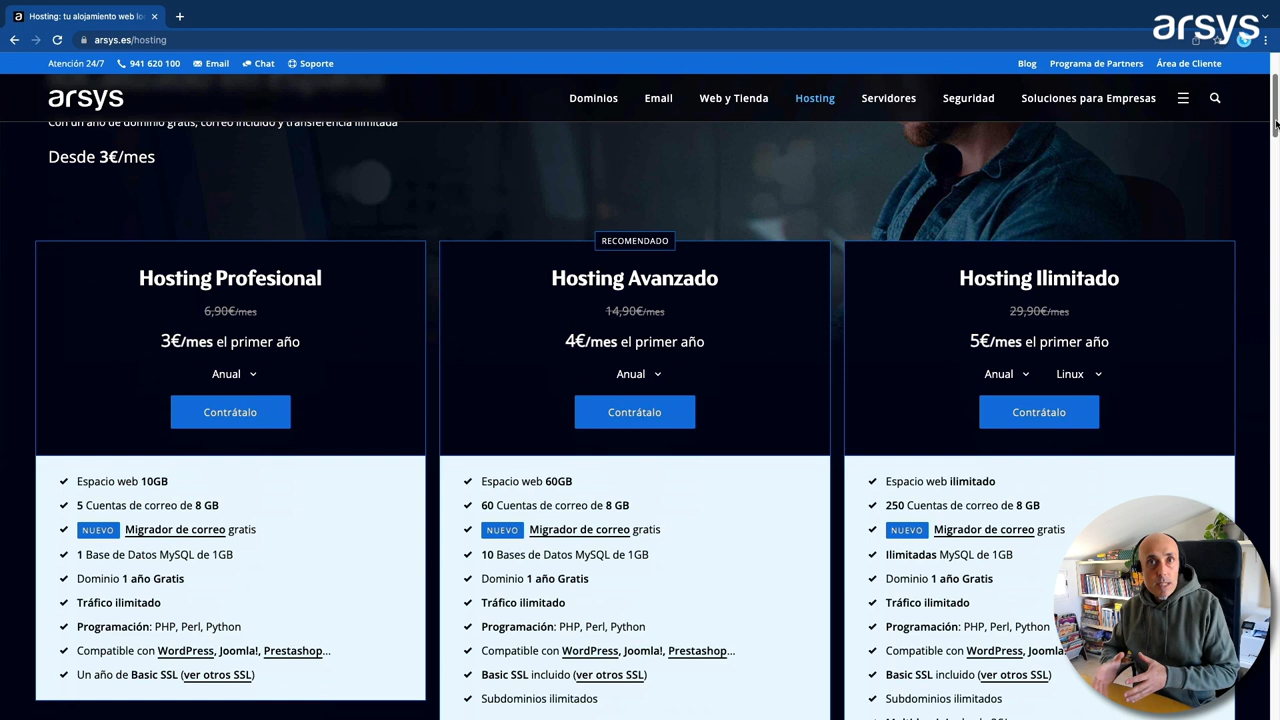 Hosting: tu alojamiento web lo
arsys
arsys.es/hosting
Atención 24/7 941 620 100 Email Chat Soporte Blog Programa de Partners Área de Cliente
arsys Dominios Email Web y Tienda Hosting Servidores Seguridad Soluciones para Empresas
Con un año de dominio gratis, correo incluido y transferencia ilimitada
Desde 3€/mes
Hosting Profesional
6,90€/mes
3€/mes el primer año
Anual
Contrátalo
Espacio web 10GB
5 Cuentas de correo de 8 GB
NUEVO Migrador de correo gratis
1 Base de Datos MySQL de 1GB
Dominio 1 año Gratis
Tráfico ilimitado
Programación: PHP, Perl, Python
Compatible con WordPress, Joomla!, Prestashop...
Un año de Basic SSL (ver otros SSL)
RECOMENDADO
Hosting Avanzado
14,90€/mes
4€/mes el primer año
Anual
Contrátalo
Espacio web 60GB
60 Cuentas de correo de 8 GB
NUEVO Migrador de correo gratis
10 Bases de Datos MySQL de 1GB
Dominio 1 año Gratis
Tráfico ilimitado
Programación: PHP, Perl, Python
Compatible con WordPress, Joomla!, Prestashop...
Basic SSL incluido (ver otros SSL)
Subdominios ilimitados
Hosting Ilimitado
29,90€/mes
5€/mes el primer año
Anual Linux
Contrátalo
Espacio web ilimitado
250 Cuentas de correo de 8 GB
NUEVO Migrador de correo gratis
Ilimitadas MySQL de 1GB
Dominio 1 año Gratis
Tráfico ilimitado
Programación: PHP, Perl, Python
Compatible con WordPress, Joomla
Basic SSL incluido (ver otros SSL)
Subdominios ilimitados